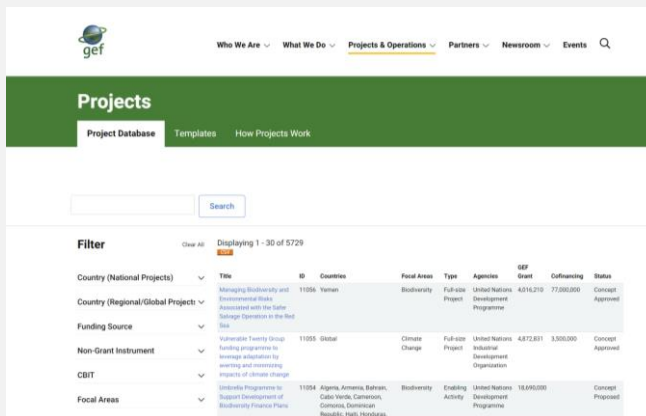 gef
Who We Are
What We Do
Projects & Operations
Partners
Newsroom
Events
Projects
Project Database
Templates
How Projects Work
Search
Filter
Clear All
Displaying 1 - 30 of 5729
CSV
Country (National Projects)
Country (Regional/Global Projects
Funding Source
Non-Grant Instrument
CBIT
Focal Areas
Title ID Countries Focal Areas Type Agencies GEF Grant Cofinancing Status
Managing Biodiversity and 11056 Yemen Biodiversity Full-size United Nations 4,016,210 77,000,000 Concept
Environmental Risks Project Development Approved
Associated with the Safer Programme
Salvage Operation in the Red
Sea
Vulnerable Twenty Group 11055 Global Climate Full-size United Nations 4,872,831 3,500,000 Concept
funding programme to Change Project Industrial Approved
leverage adaptation by Development
averting and minimizing Organization
impacts of climate change
Umbrella Programme to 11054 Algeria, Armenia, Bahrain, Biodiversity Enabling United Nations 18,690,000 Concept
Support Development of Cabo Verde, Cameroon, Activity Development Proposed
Biodiversity Finance Plans Comoros, Dominican Programme
Republic, Haiti, Honduras,